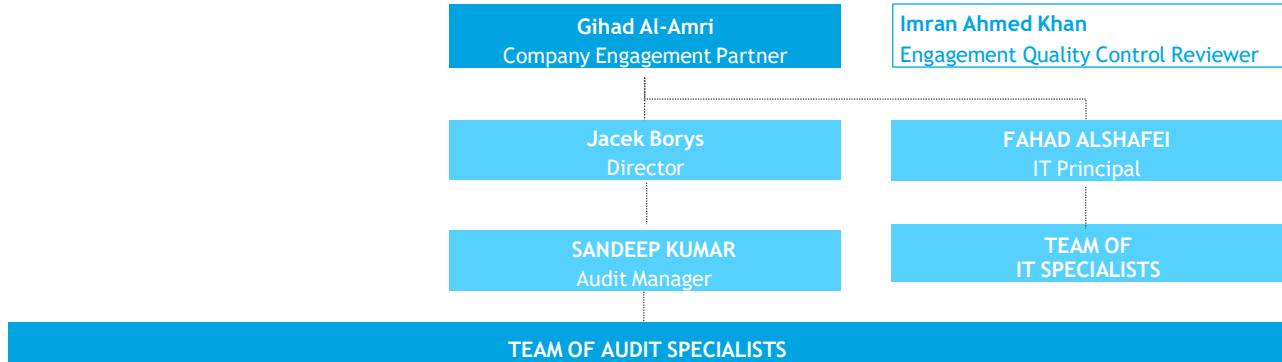 Gihad Al-Amri
Company Engagement Partner
Imran Ahmed Khan
Engagement Quality Control Reviewer
Jacek Borys
Director
FAHAD ALSHAFEI
IT Principal
SANDEEP KUMAR
Audit Manager
TEAM OF
IT SPECIALISTS
TEAM OF AUDIT SPECIALISTS